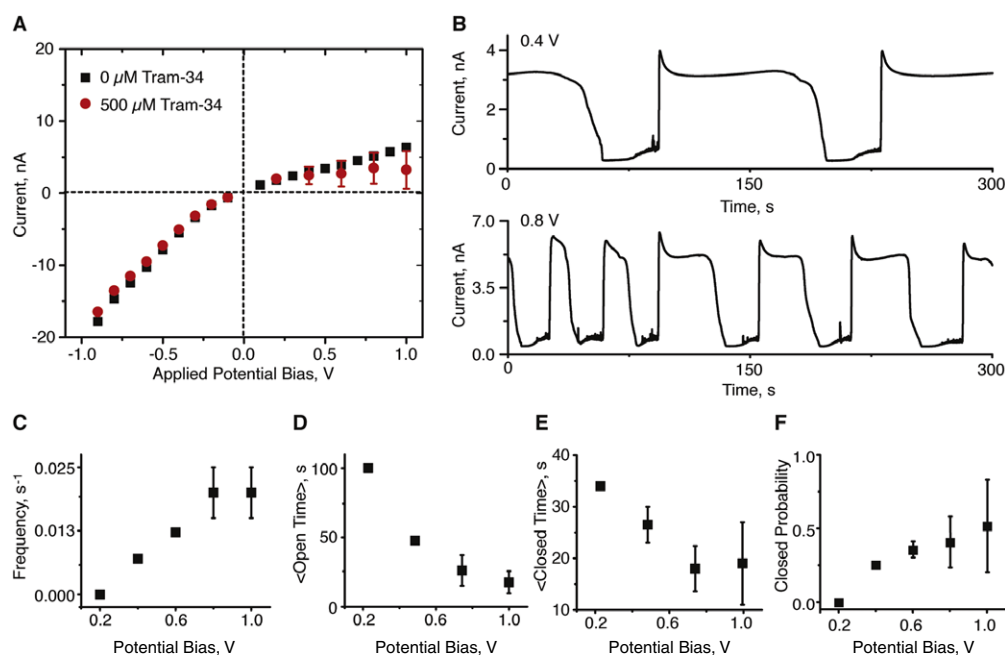 A
20
10
0
-10
-20
Current, nA
0 µM Tram-34
500 µM Tram-34
-1.0 -0.5 0.0 0.5 1.0
Applied Potential Bias, V
B
0.4 V
4
2
0
Current, nA
0 150 300
Time, s
0.8 V
7.0
3.5
0.0
Current, nA
0 150 300
Time, s
C
0.025
0.013
0.000
Frequency, s⁻¹
0.2 0.6 1.0
Potential Bias, V
D
100
50
0
<Open Time>, s
0.2 0.6 1.0
Potential Bias, V
E
40
30
20
10
<Closed Time>, s
0.2 0.6 1.0
Potential Bias, V
F
1.0
0.5
0.0
Closed Probability
0.2 0.6 1.0
Potential Bias, V